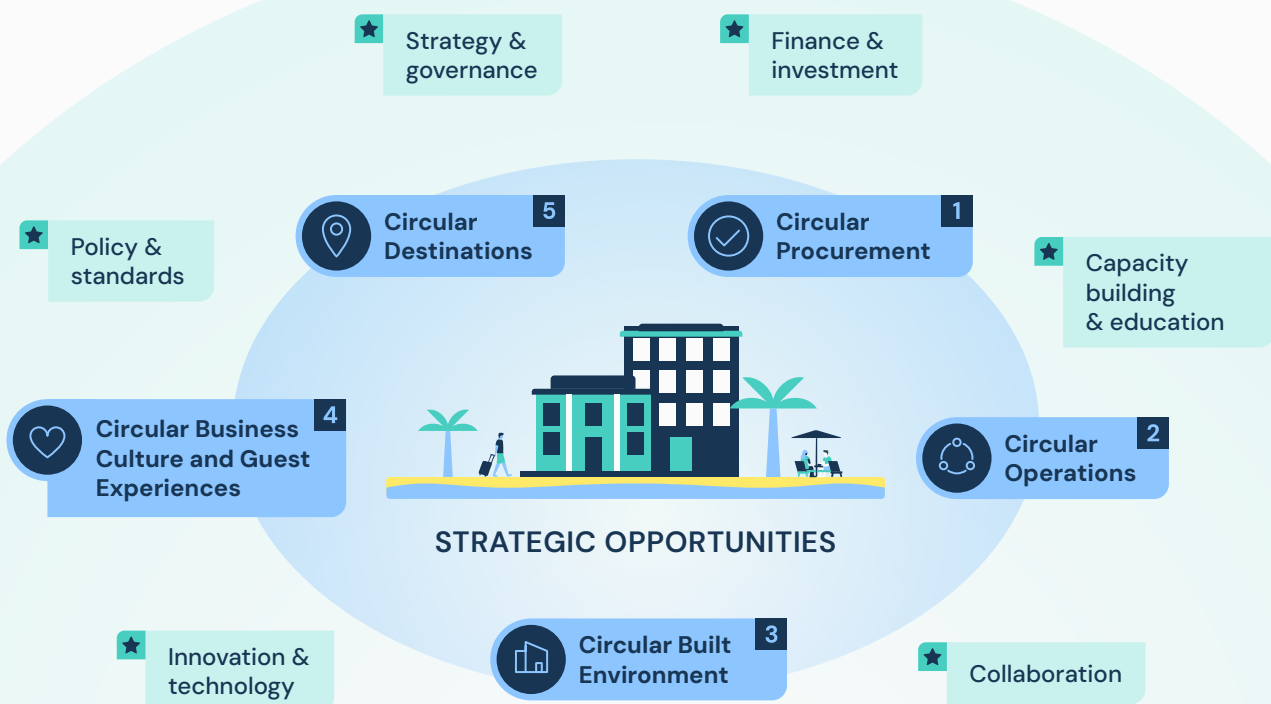 Strategy &
governance
Finance &
investment
5
Circular
Destinations
1
Circular
Procurement
Policy &
standards
Capacity
building
& education
4
Circular Business
Culture and Guest
Experiences
2
Circular
Operations
STRATEGIC OPPORTUNITIES
3
Circular Built
Environment
Innovation &
technology
Collaboration